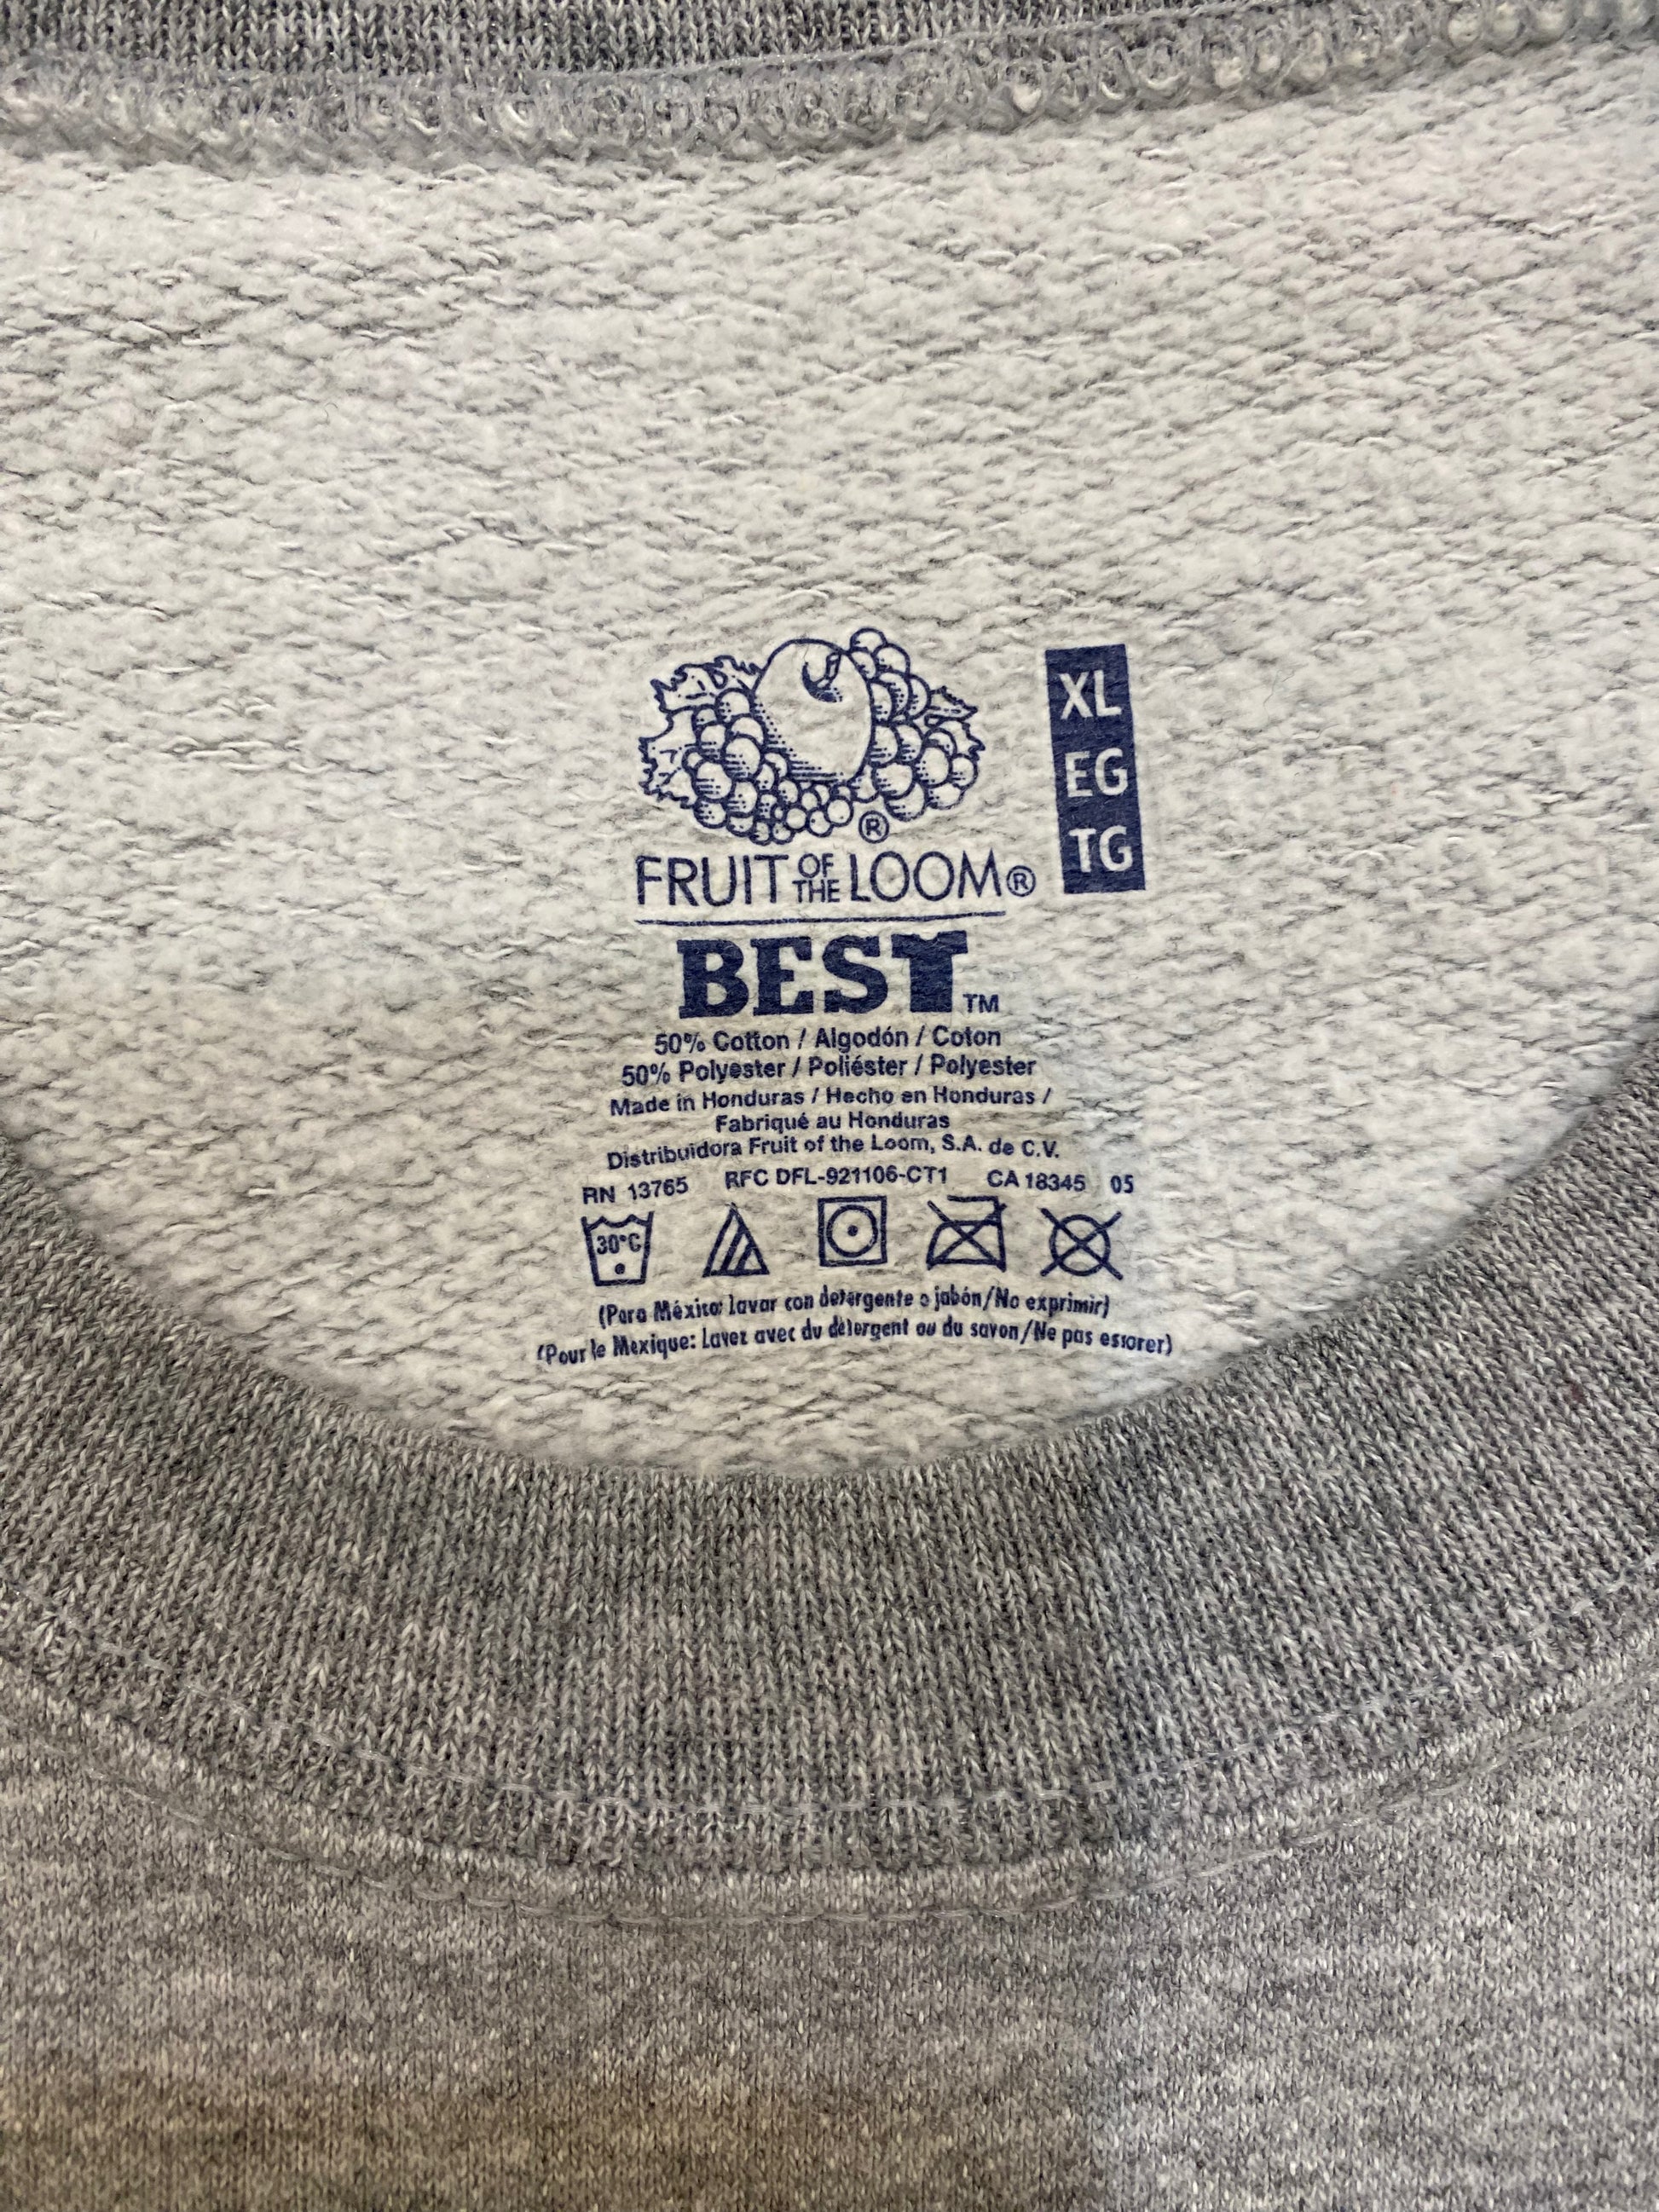 XL
EG
TG
®
FRUIT OF THE LOOM®
BEST™
50% Cotton / Algodón / Coton
50% Polyester / Poliéster / Polyester
Made in Honduras / Hecho en Honduras /
Fabriqué au Honduras
Distribuidora Fruit of the Loom, S.A. de C.V.
RN 13765 RFC DFL-921106-CT1 CA 18345 05
30°C
(Para México: lavar con detergente o jabón/No exprimir)
(Pour le Mexique: Lavez avec du détergent ou du savon/Ne pas essorer)